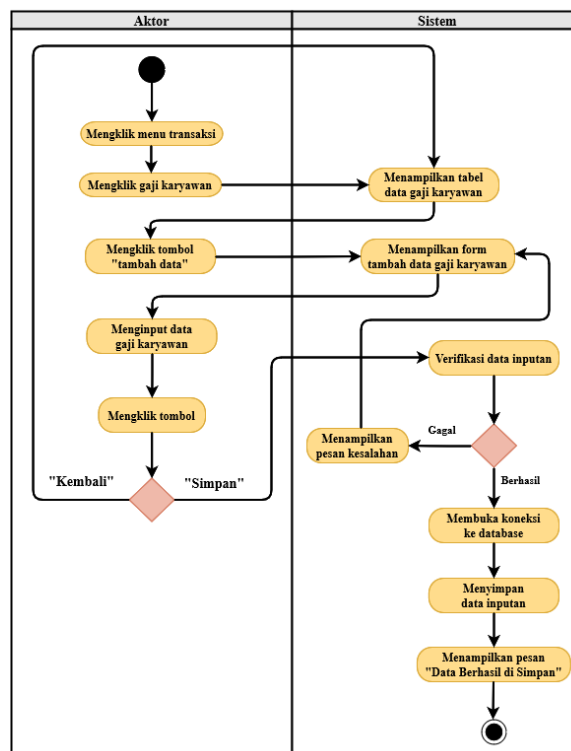 Aktor
Sistem
Mengklik menu transaksi
Mengklik gaji karyawan
Menampilkan tabel
data gaji karyawan
Mengklik tombol
"tambah data"
Menampilkan form
tambah data gaji karyawan
Menginput data
gaji karyawan
Verifikasi data inputan
Mengklik tombol
Gagal
Menampilkan
pesan kesalahan
"Kembali"
"Simpan"
Berhasil
Membuka koneksi
ke database
Menyimpan
data inputan
Menampilkan pesan
"Data Berhasil di Simpan"